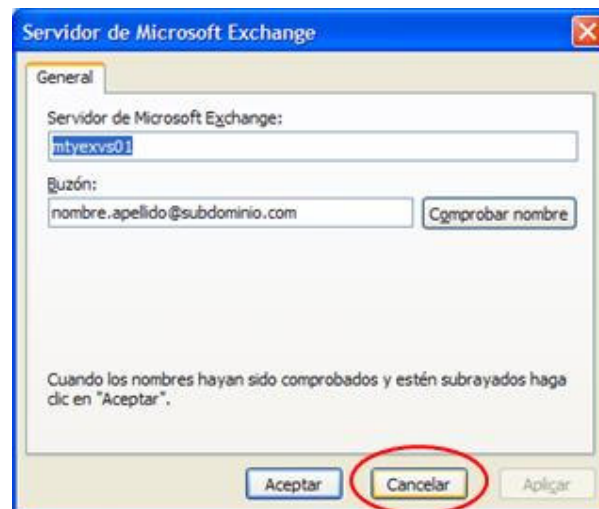 Servidor de Microsoft Exchange
General
Servidor de Microsoft Exchange:
mtyexvs01
Buzón:
nombre.apellido@subdominio.com
Comprobar nombre
Cuando los nombres hayan sido comprobados y estén subrayados haga
clic en "Aceptar".
Aceptar
Cancelar
Aplicar